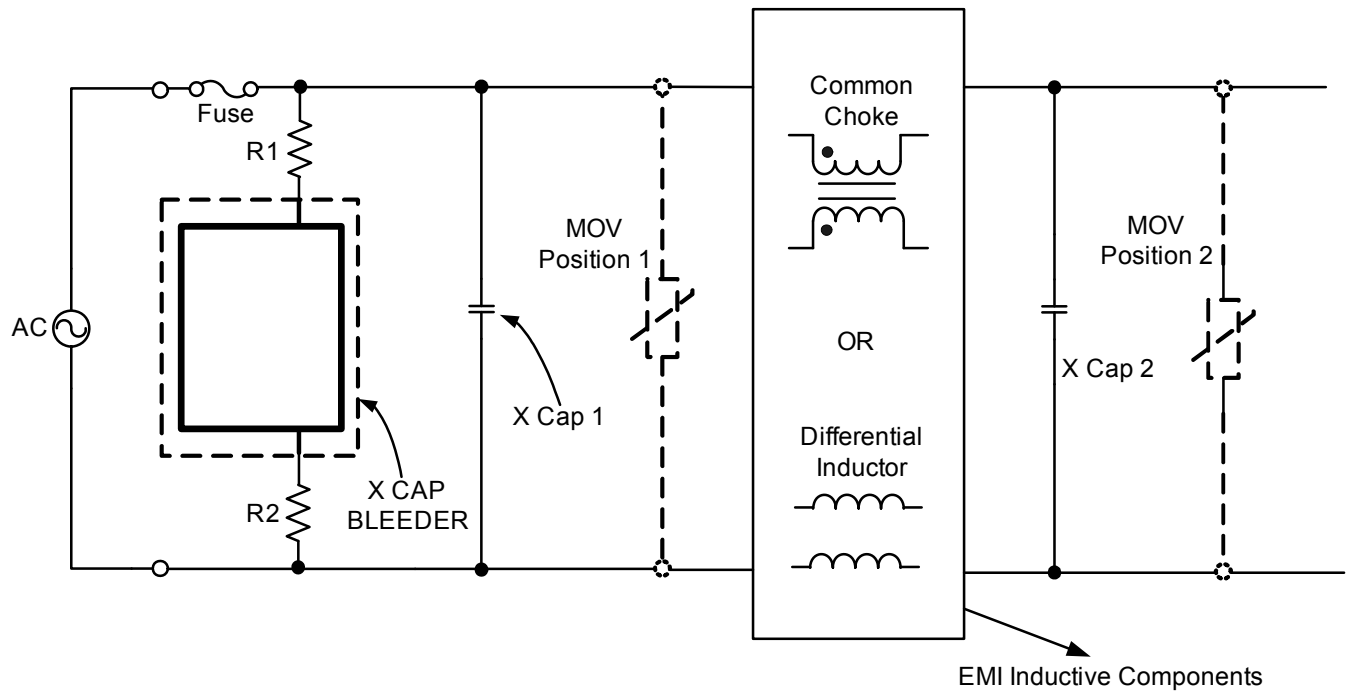 Fuse
R1
AC
R2
X CAP
BLEEDER
X Cap 1
MOV
Position 1
Common
Choke
OR
Differential
Inductor
X Cap 2
MOV
Position 2
EMI Inductive Components